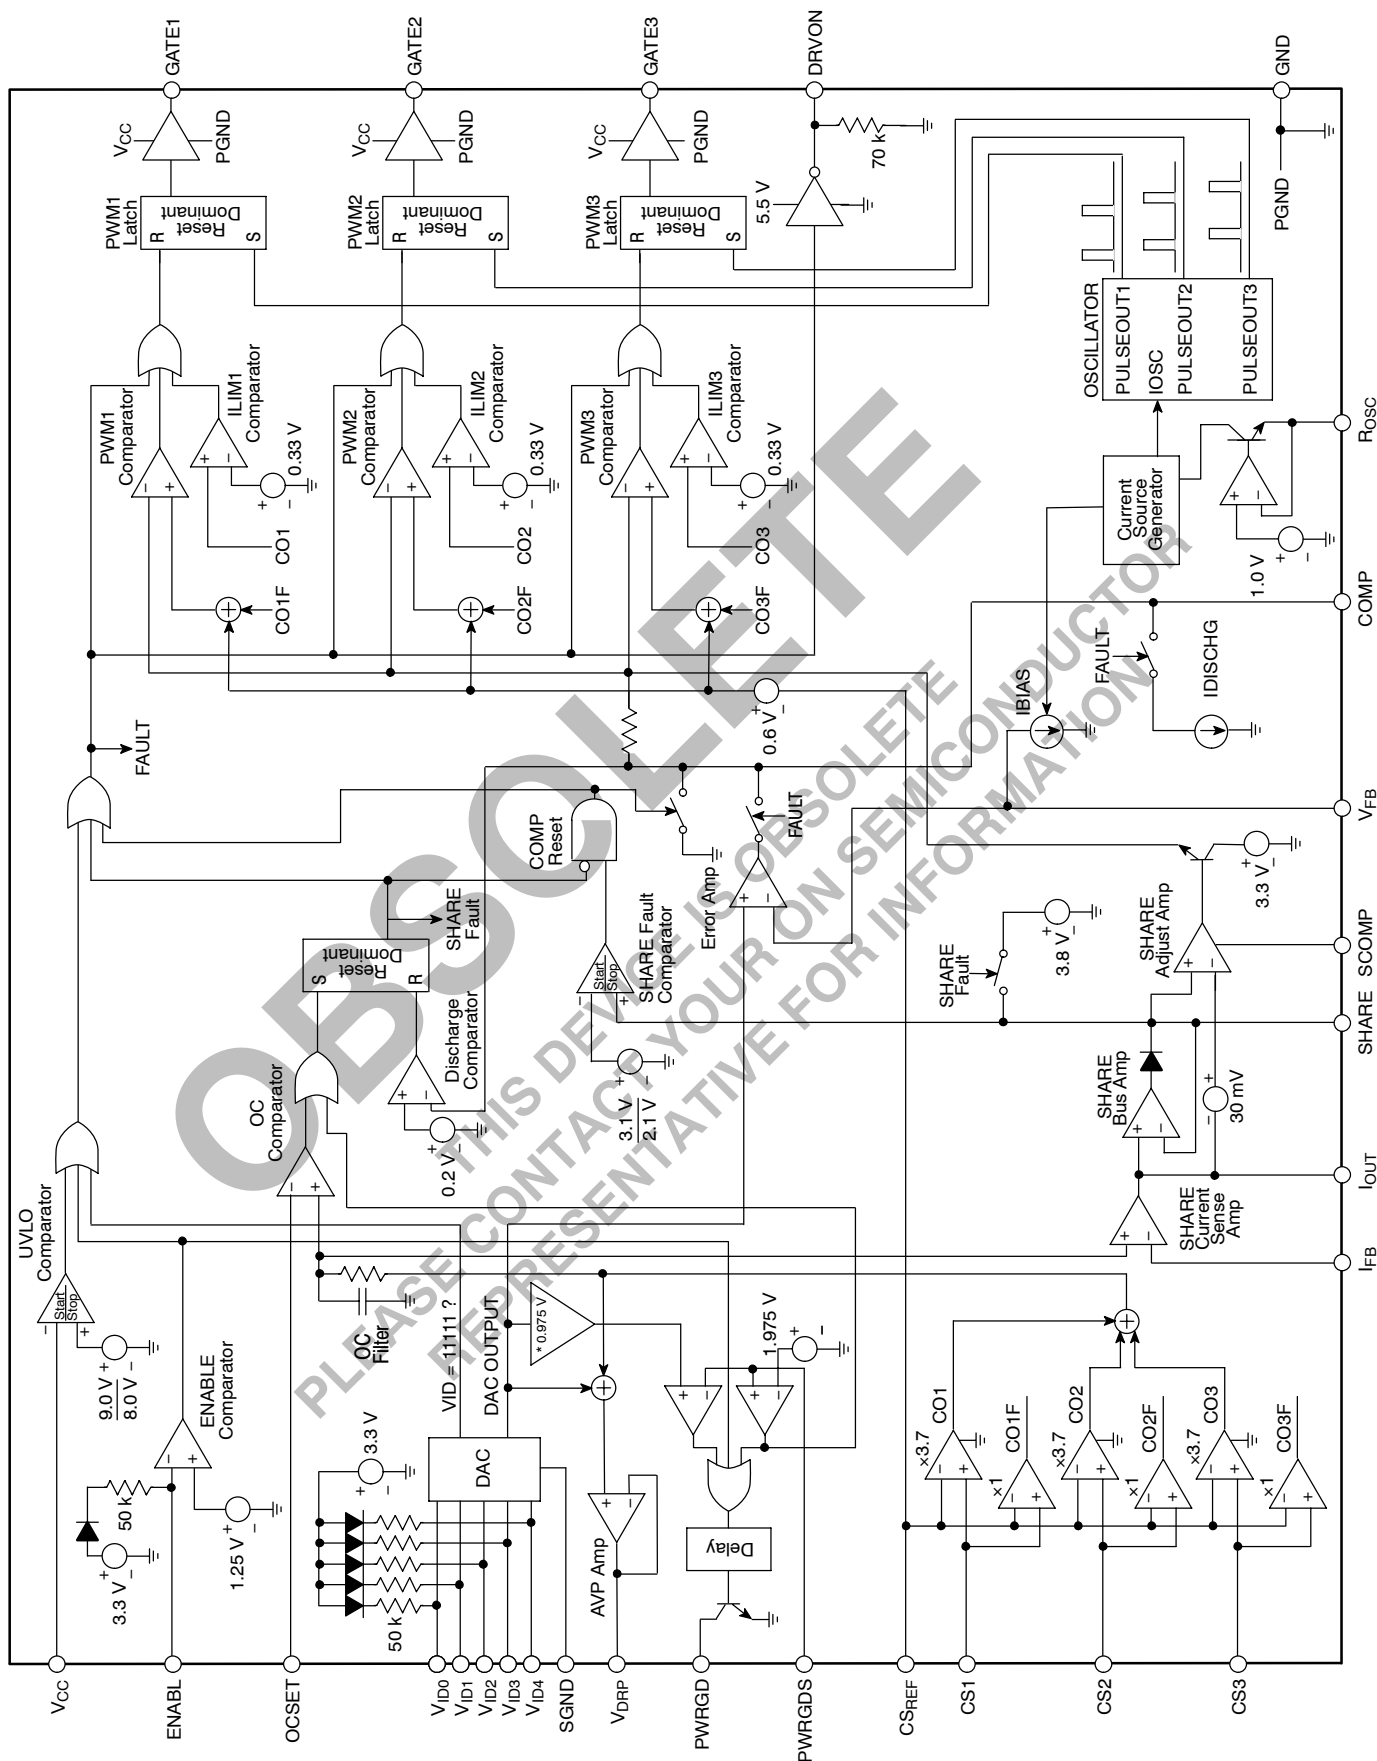 GATE1
GATE2
GATE3
DRVON
GND
VCC
PGND
VCC
PGND
VCC
PGND
5.5 V
70 k
PGND
PWM1
Latch
R
S
Reset
Dominant
PWM2
Latch
R
S
Reset
Dominant
PWM3
Latch
R
S
Reset
Dominant
OSCILLATOR
PULSEOUT1
IOSC
PULSEOUT2
PULSEOUT3
PWM1
Comparator
ILIM1
Comparator
- +
+ -
+ -
0.33 V
CO1
CO1F
+
PWM2
Comparator
ILIM2
Comparator
- +
+ -
+ -
0.33 V
CO2
CO2F
+
PWM3
Comparator
ILIM3
Comparator
- +
+ -
+ -
0.33 V
CO3
CO3F
+
Current
Source
Generator
+ -
1.0 V
+ -
ROSC
COMP
VFB
SCOMP
SHARE
IOUT
IFB
FAULT
0.6 V
+ -
IBIAS
FAULT
IDISCHG
COMP
Reset
Error Amp
FAULT
+ -
SHARE
Fault
S
R
Reset
Dominant
Discharge
Comparator
+ -
0.2 V
+ -
SHARE Fault
Comparator
Start
Stop
- +
3.1 V
2.1 V
+ -
SHARE
Fault
3.8 V
+ -
SHARE
Adjust Amp
+ -
3.3 V
+ -
SHARE
Bus Amp
+ -
30 mV
- +
SHARE
Current
Sense
Amp
+ -
OC
Comparator
- +
UVLO
Comparator
Start
Stop
- +
9.0 V
8.0 V
+ -
ENABLE
Comparator
- +
50 k
3.3 V
+ -
1.25 V
+ -
OC
Filter
VID = 11111 ?
DAC OUTPUT
* 0.975 V
3.3 V
+ -
DAC
50 k
+
AVP Amp
+ -
+ -
+ -
1.975 V
+ -
Delay
+
CO1
×3.7
- +
CO1F
×1
- +
CO2
×3.7
- +
CO2F
×1
- +
CO3
×3.7
- +
CO3F
×1
- +
VCC
ENABL
OCSET
VID0
VID1
VID2
VID3
VID4
SGND
VDRP
PWRGD
PWRGDS
CSREF
CS1
CS2
CS3
OBSOLETE
THIS DEVICE IS OBSOLETE
PLEASE CONTACT YOUR ON SEMICONDUCTOR
REPRESENTATIVE FOR INFORMATION